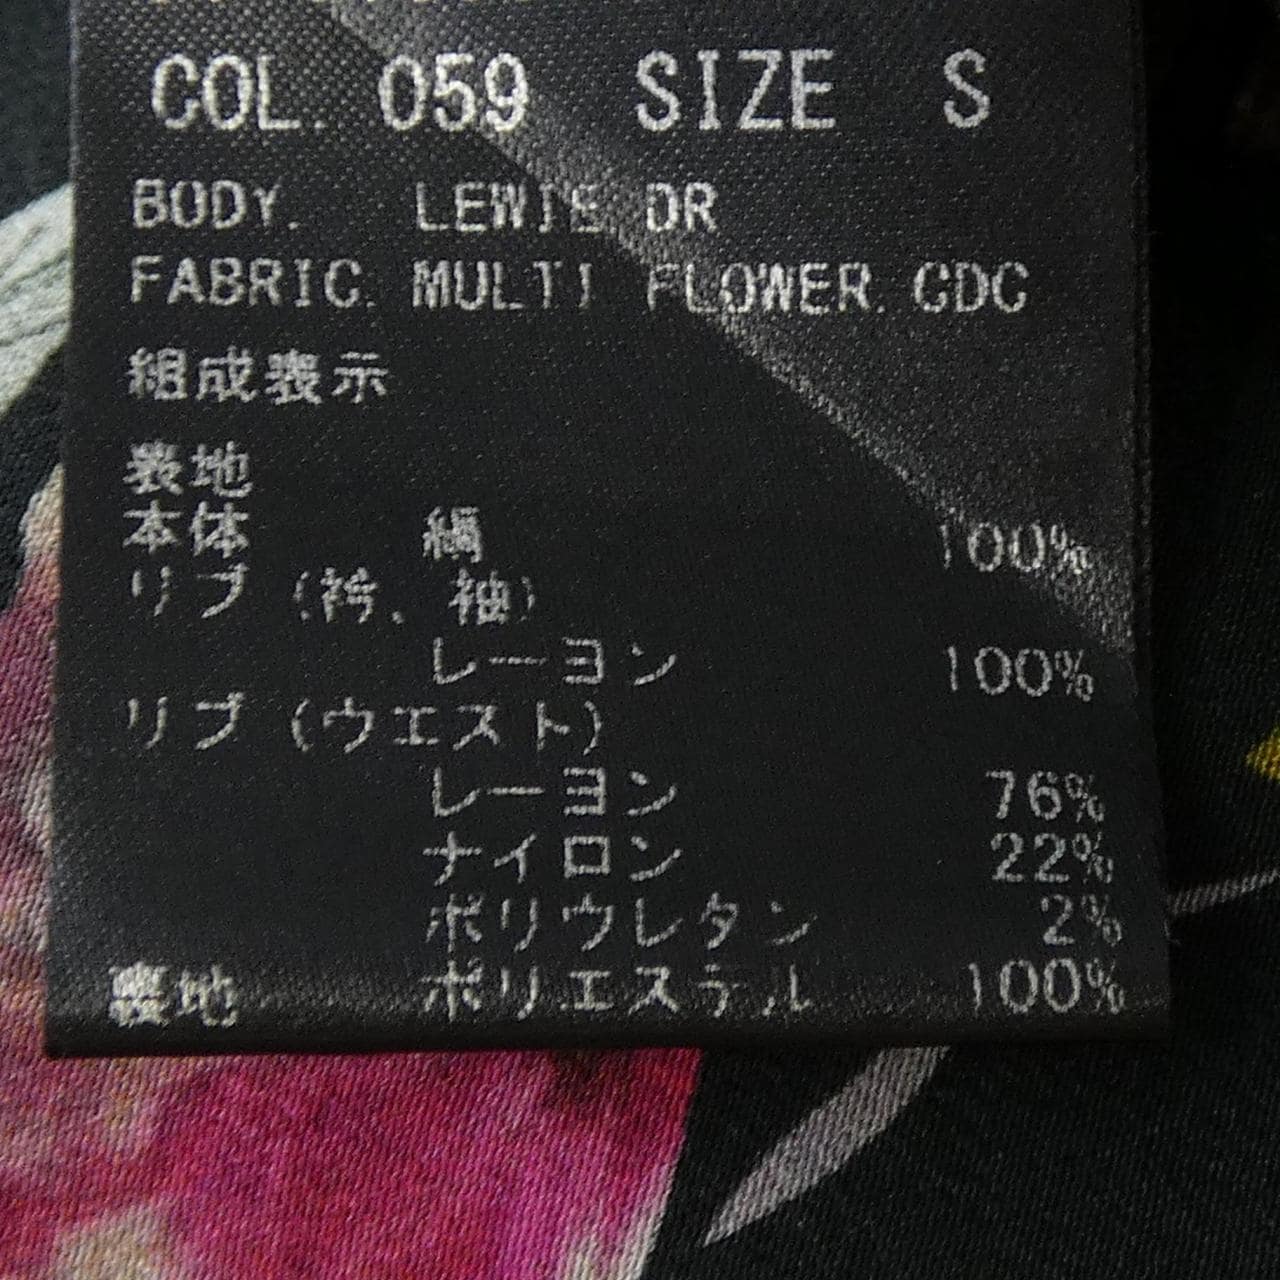 COL. 059 SIZE S
BODY. LEWIE DR
FABRIC. MULTI FLOWER. CDC
組成表示
表地
本体 絹 100%
リブ (衿、袖)
レーヨン 100%
リブ (ウエスト)
レーヨン 76%
ナイロン 22%
ポリウレタン 2%
裏地 ポリエステル 100%